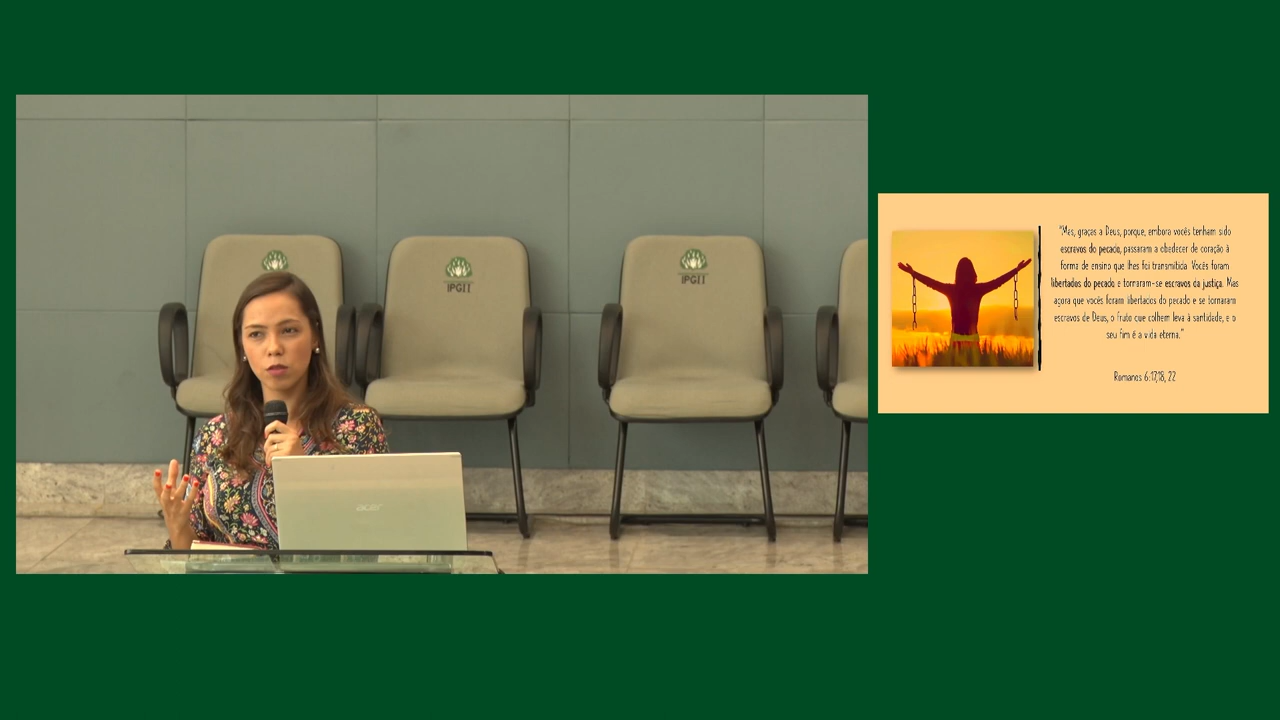 IPGII
IPGII
acer
"Mas, graças a Deus, porque, embora vocês tenham sido
escravos do pecado, passaram a obedecer de coração à
forma de ensino que lhes foi transmitida. Vocês foram
libertados do pecado e tornaram-se escravos da justiça. Mas
agora que vocês foram libertados do pecado e se tornaram
escravos de Deus, o fruto que colhem leva à santidade, e o
seu fim é a vida eterna."
Romanos 6:17,18, 22